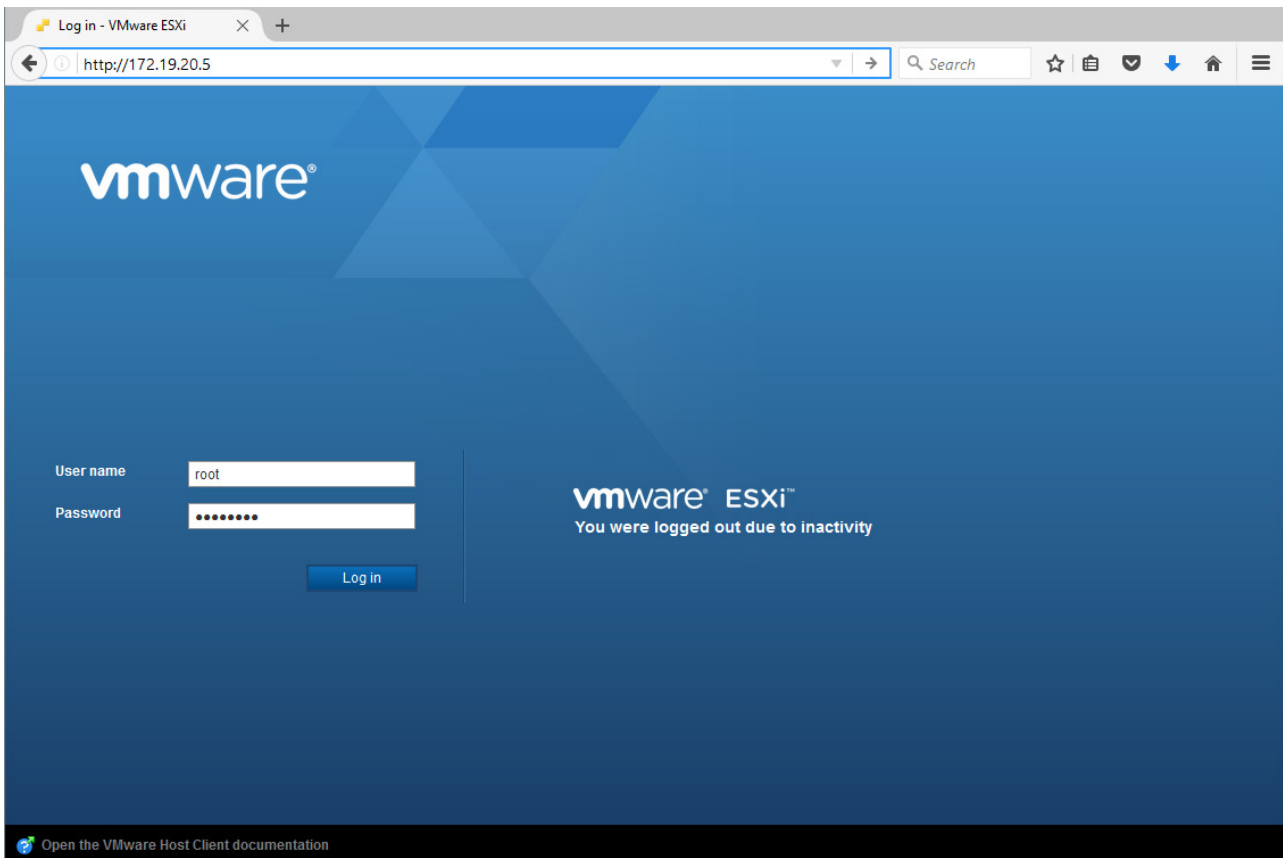 Log in - VMware ESXi
http://172.19.20.5
Search
vmware®
User name
root
Password
Log in
vmware® ESXi™
You were logged out due to inactivity
Open the VMware Host Client documentation